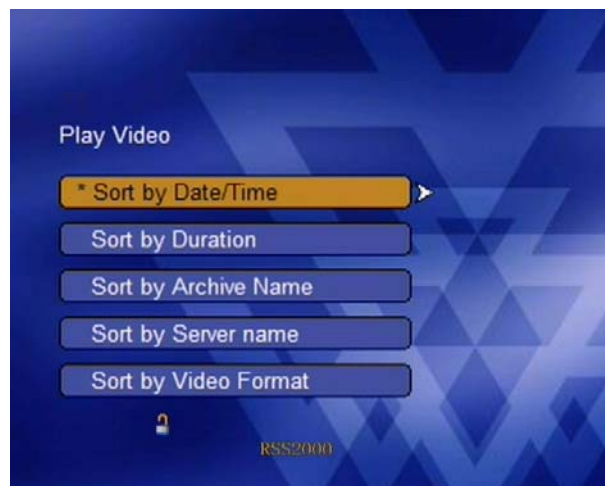 Play Video
* Sort by Date/Time
Sort by Duration
Sort by Archive Name
Sort by Server name
Sort by Video Format
RSS2000